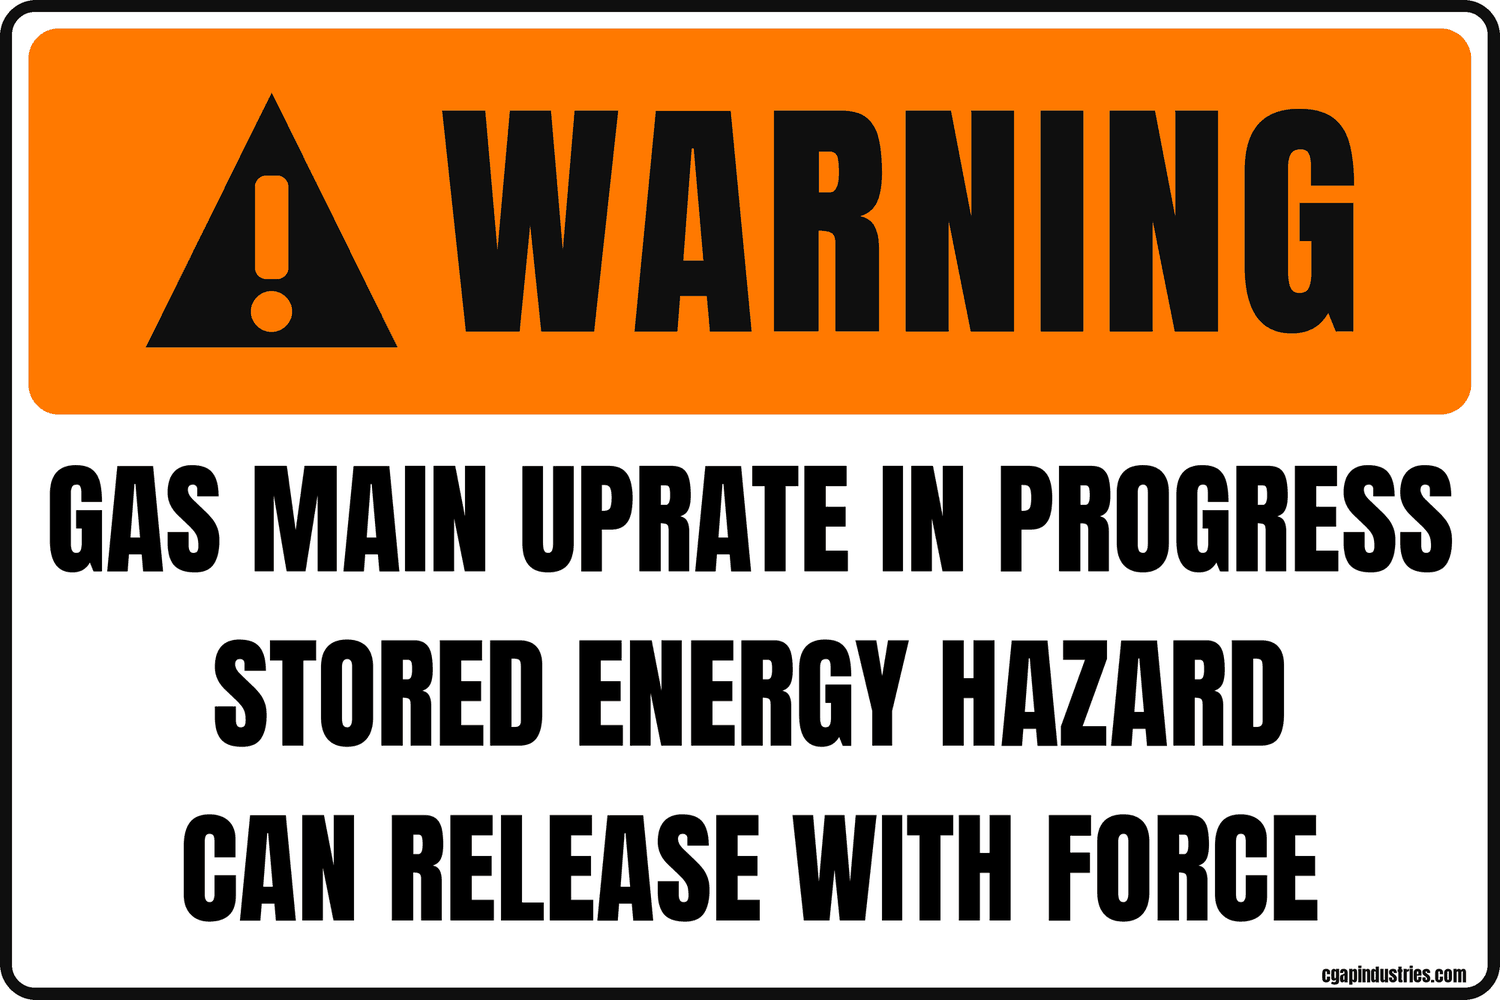 WARNING
GAS MAIN UPRATE IN PROGRESS
STORED ENERGY HAZARD
CAN RELEASE WITH FORCE
cgapindustries.com